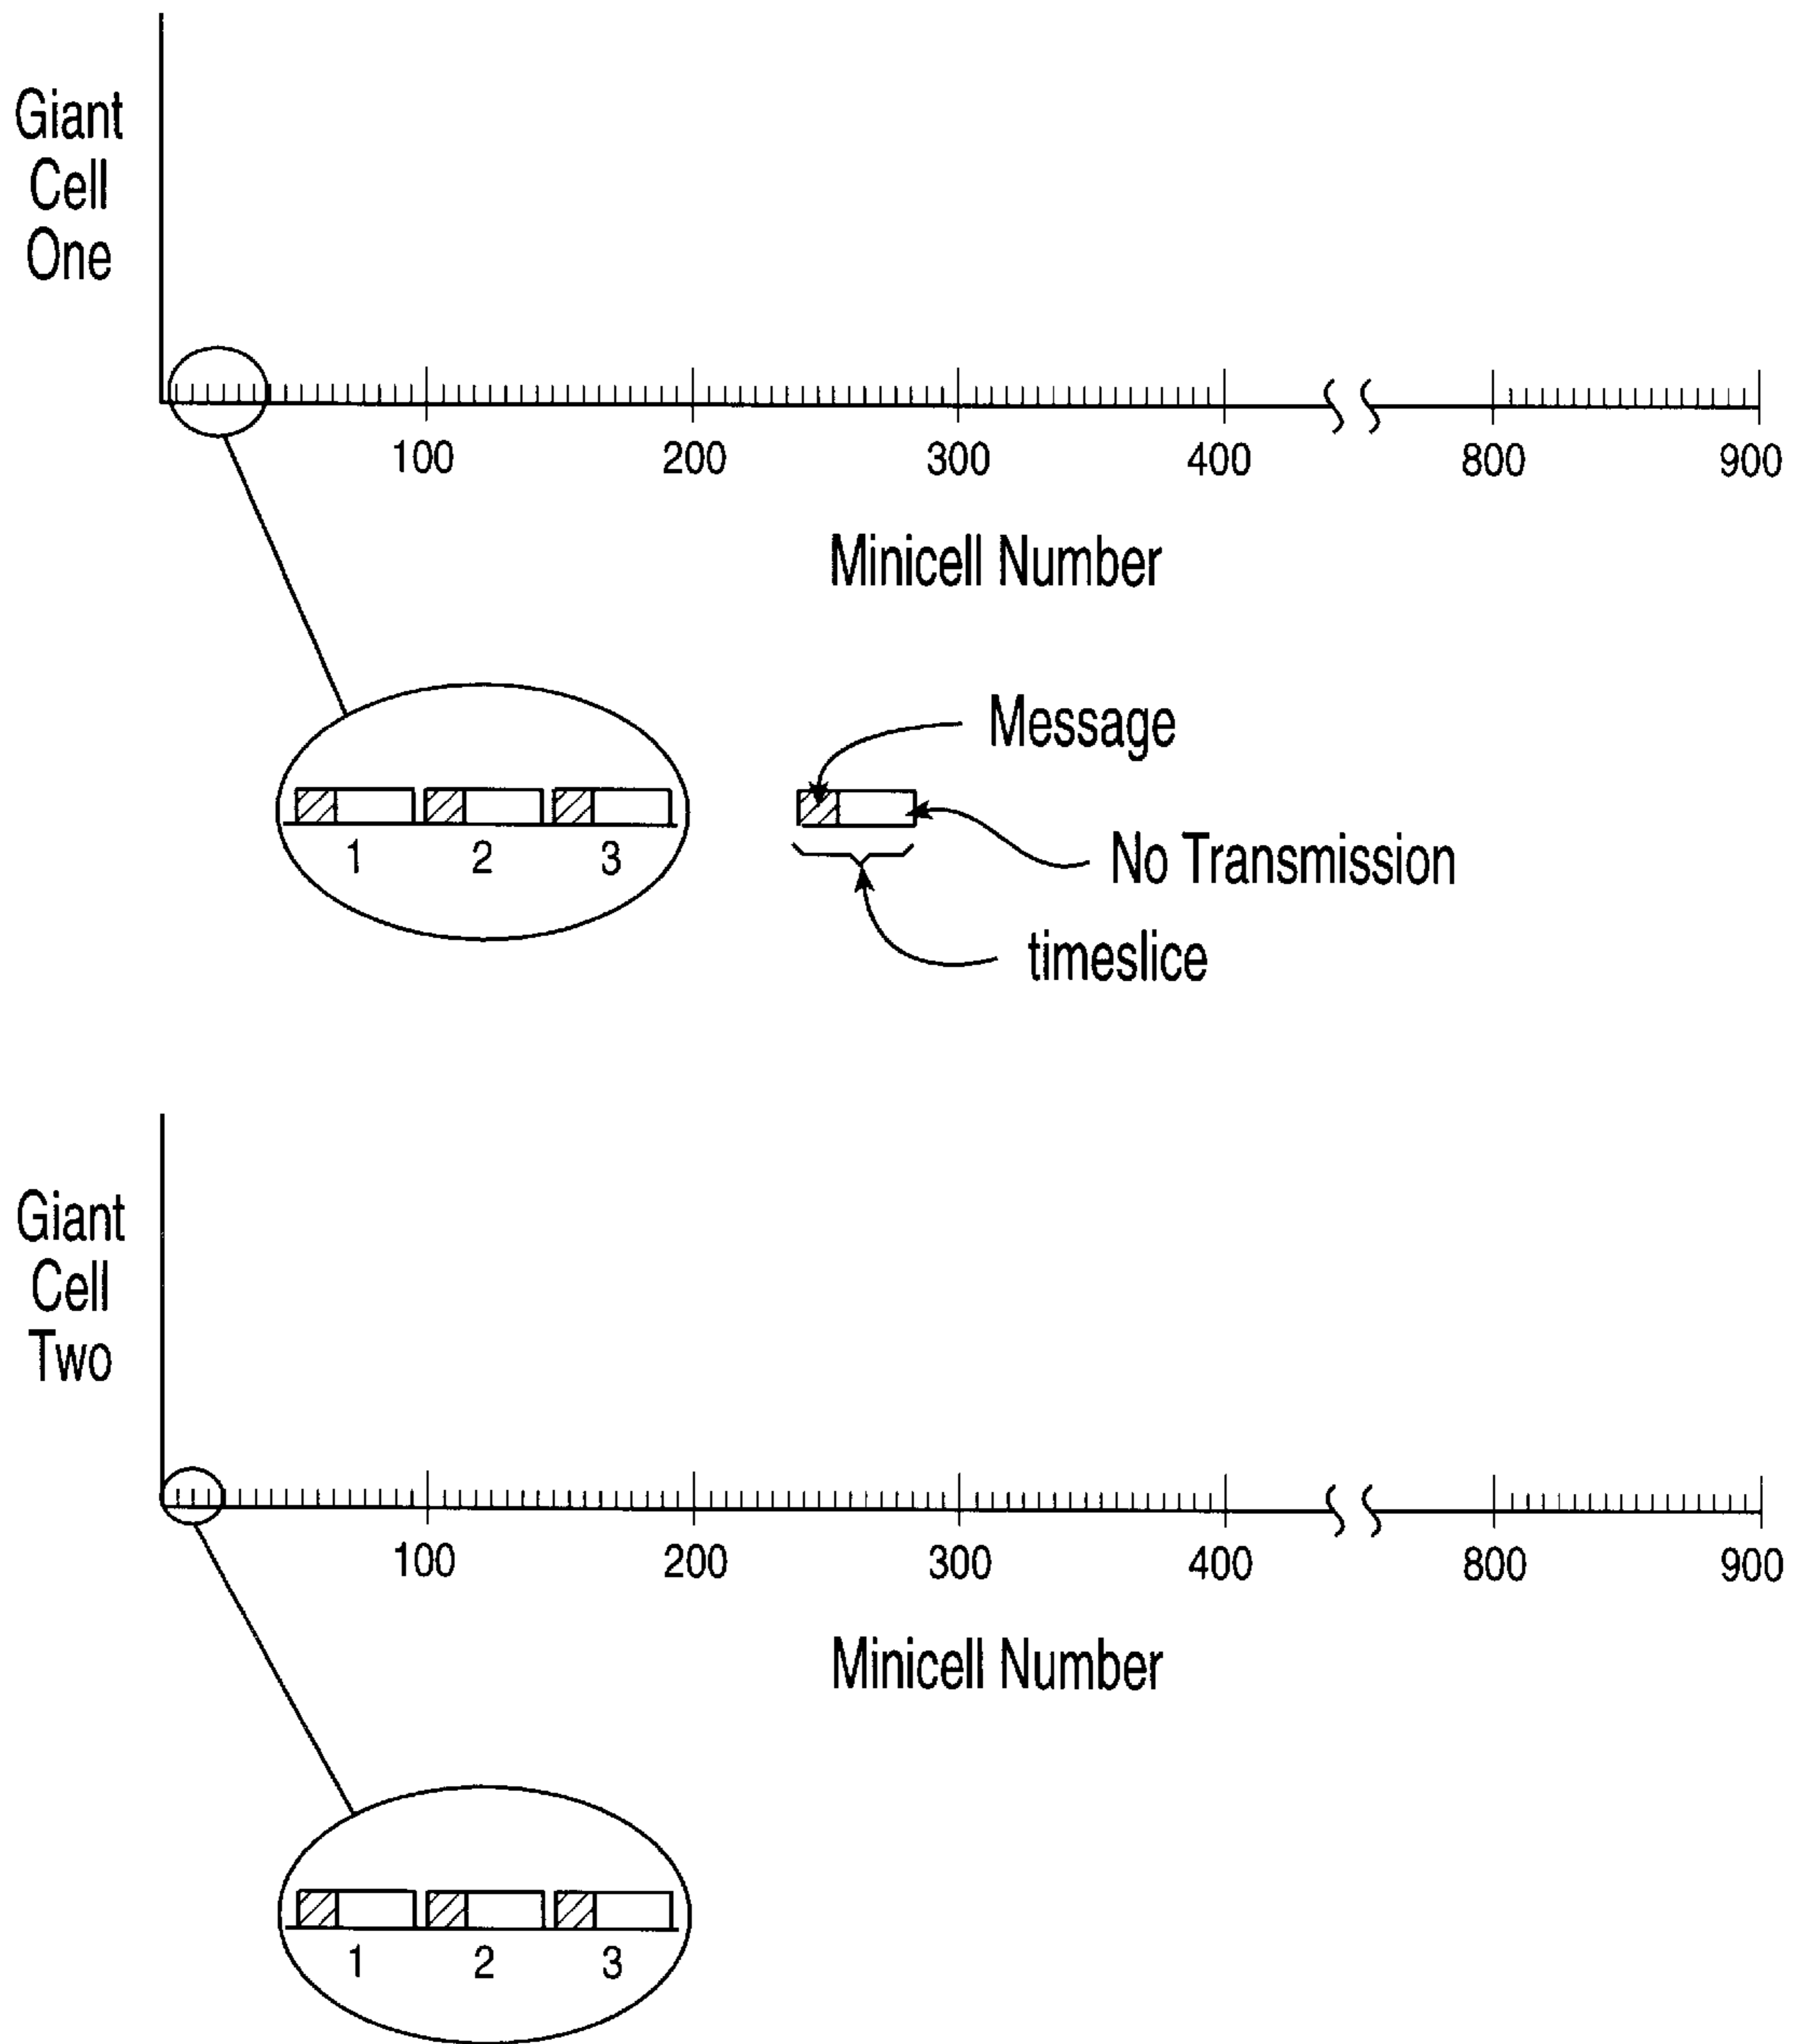 Giant
Cell
One
100 200 300 400 800 900
Minicell Number
Message
1 2 3
No Transmission
timeslice
Giant
Cell
Two
100 200 300 400 800 900
Minicell Number
1 2 3